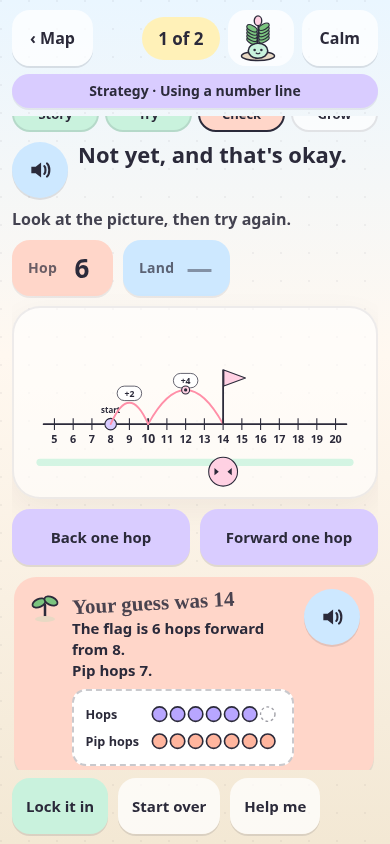 ‹ Map
1 of 2
Calm
Strategy · Using a number line
Story
Try
Check
Grow
Not yet, and that's okay.
Look at the picture, then try again.
Hop 6
Land —
+2
+4
start
5 6 7 8 9 10 11 12 13 14 15 16 17 18 19 20
Back one hop
Forward one hop
Your guess was 14
The flag is 6 hops forward
from 8.
Pip hops 7.
Hops
Pip hops
Lock it in
Start over
Help me